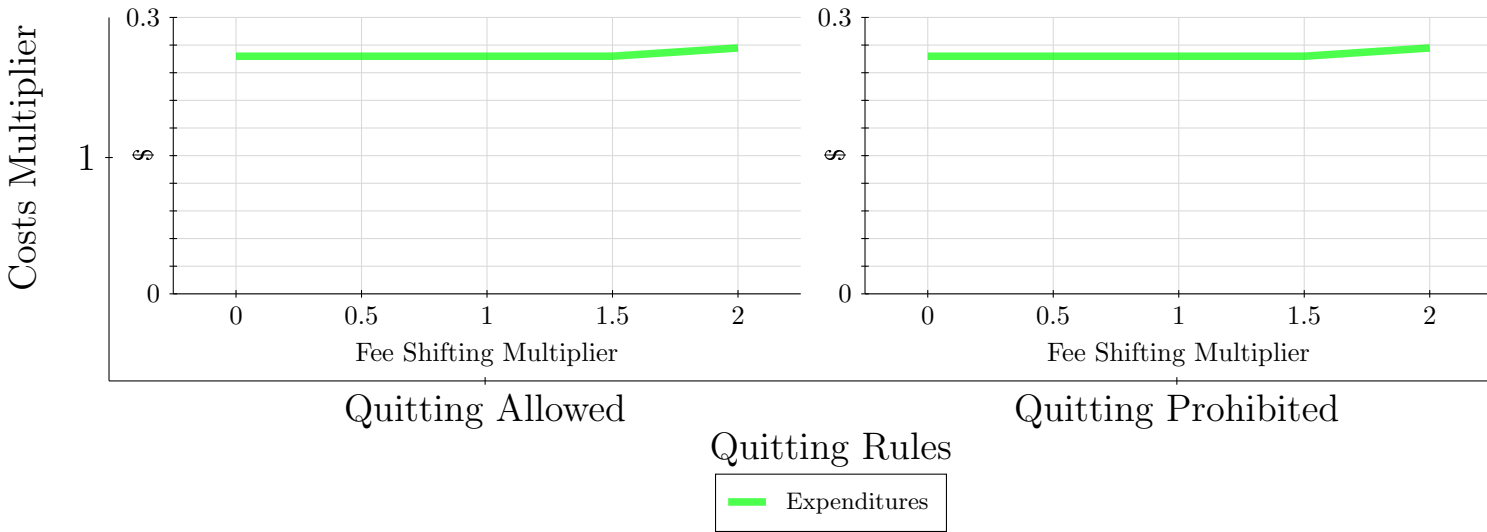 Costs Multiplier
1
$
0.3
0
0 0.5 1 1.5 2
Fee Shifting Multiplier
$
0.3
0
0 0.5 1 1.5 2
Fee Shifting Multiplier
Quitting Allowed Quitting Prohibited
Quitting Rules
Expenditures